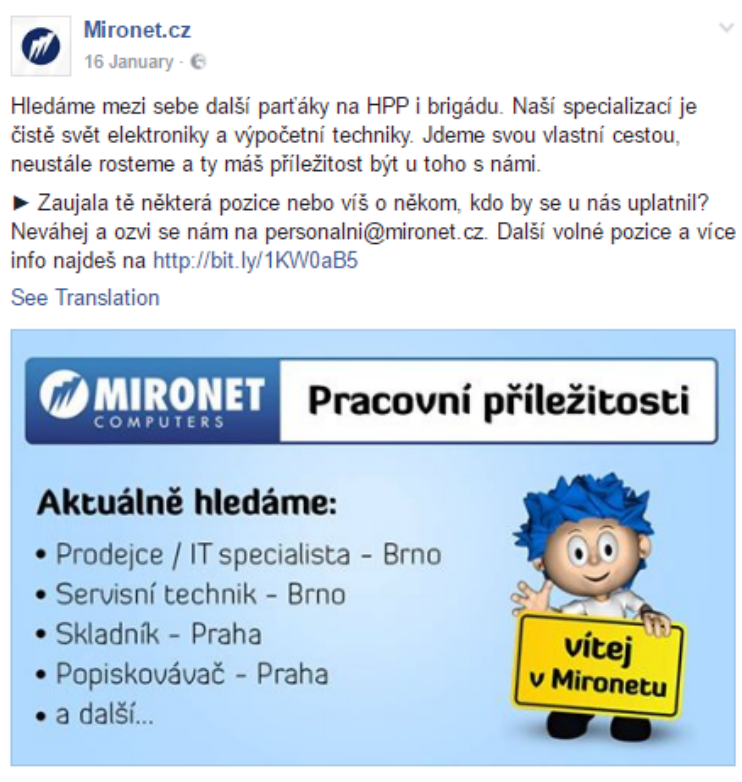 Mironet.cz
16 January ·
Hledáme mezi sebe další parťáky na HPP i brigádu. Naší specializací je
čistě svět elektroniky a výpočetní techniky. Jdeme svou vlastní cestou,
neustále rosteme a ty máš příležitost být u toho s námi.
► Zaujala tě některá pozice nebo víš o někom, kdo by se u nás uplatnil?
Neváhej a ozvi se nám na personalni@mironet.cz. Další volné pozice a více
info najdeš na http://bit.ly/1KW0aB5
See Translation
MIRONET
COMPUTERS
Pracovní příležitosti
Aktuálně hledáme:
• Prodejce / IT specialista - Brno
• Servisní technik - Brno
• Skladník - Praha
• Popiskovávač - Praha
• a další...
vítej
v Mironetu